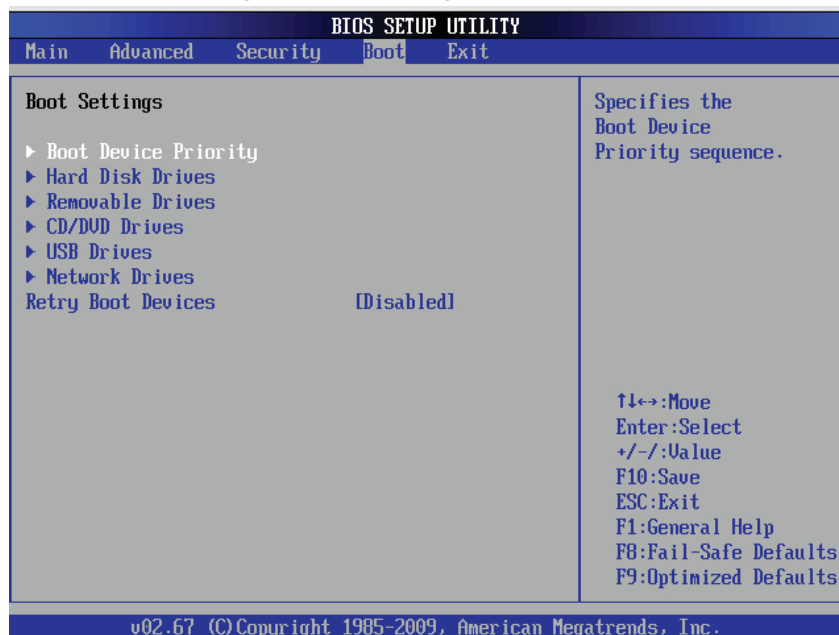 BIOS SETUP UTILITY
Main Advanced Security Boot Exit
Boot Settings
▶ Boot Device Priority
▶ Hard Disk Drives
▶ Removable Drives
▶ CD/DVD Drives
▶ USB Drives
▶ Network Drives
Retry Boot Devices [Disabled]
Specifies the
Boot Device
Priority sequence.
↑↓←→:Move
Enter:Select
+/-/:Value
F10:Save
ESC:Exit
F1:General Help
F8:Fail-Safe Defaults
F9:Optimized Defaults
v02.67 (C)Copyright 1985-2009, American Megatrends, Inc.